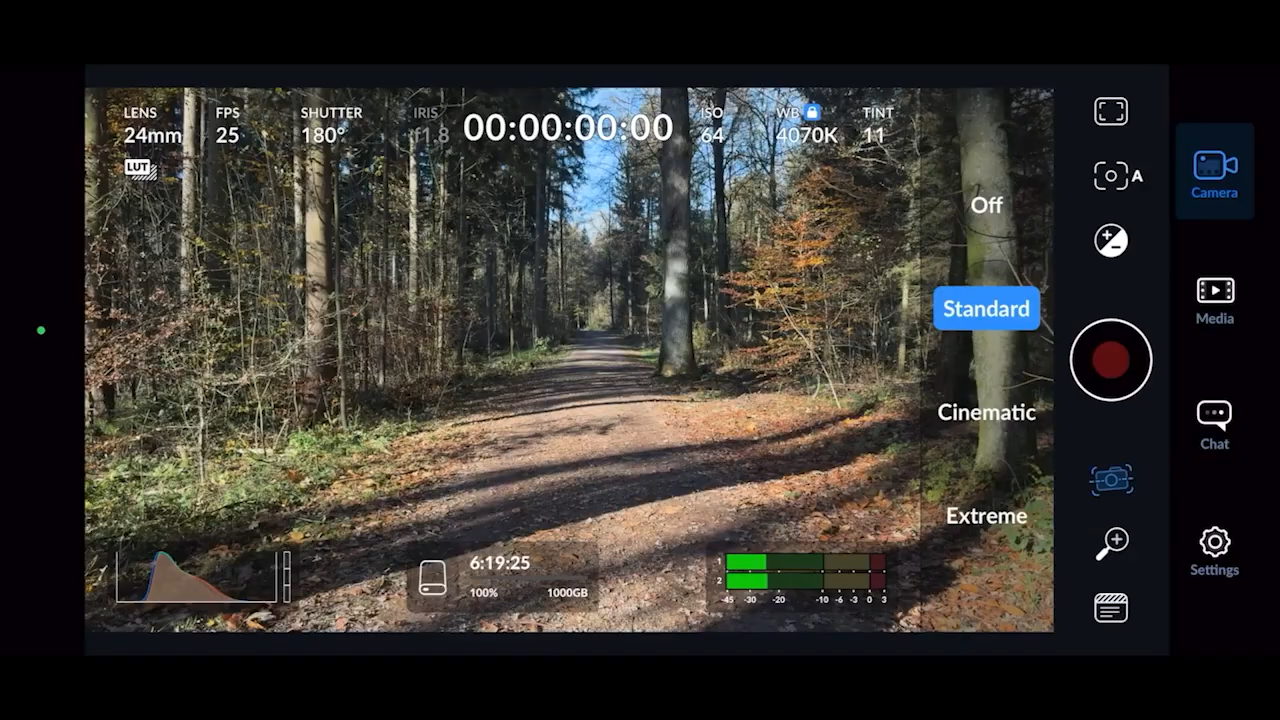 LENS FPS SHUTTER IRIS 00:00:00:00 ISO WB TINT
24mm 25 180° f1.8 64 4070K 11
LUT
A
Off
Standard
Cinematic
Extreme
Camera
Media
Chat
Settings
6:19:25
100% 1000GB
1
2
-45 -30 -20 -10 -6 -3 0 3